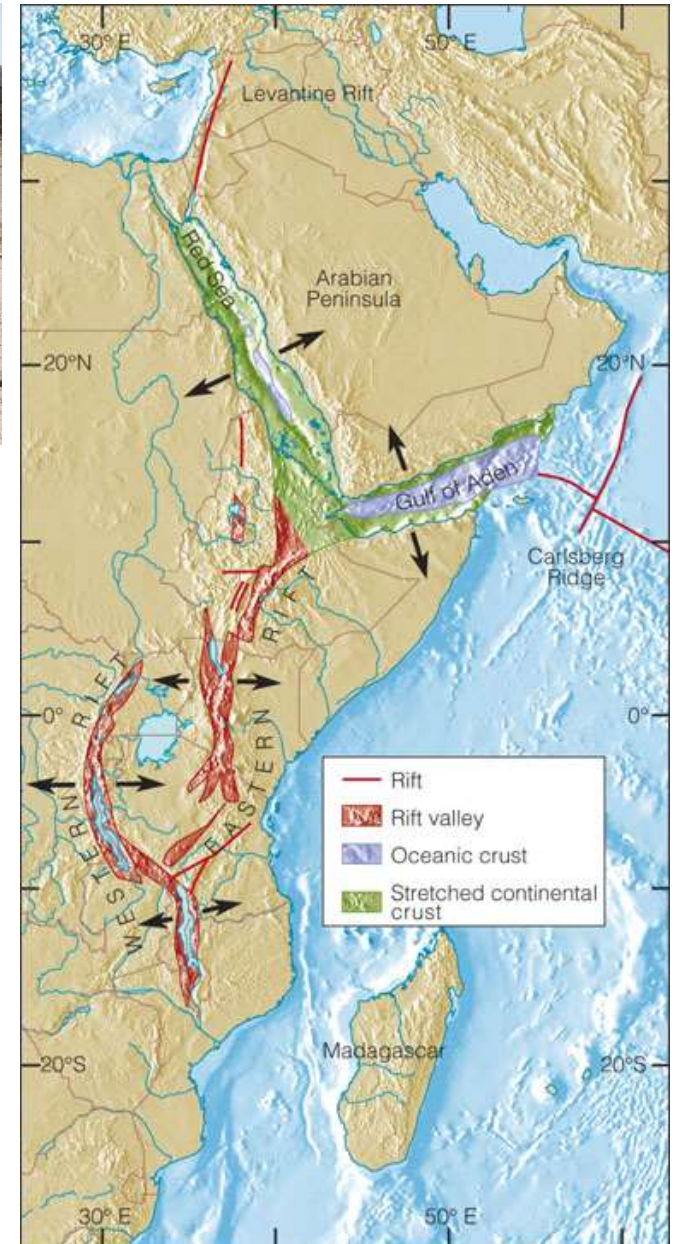 30° E
50° E
Levantine Rift
Red Sea
Arabian
Peninsula
20°N
20°N
Gulf of Aden
Carlsberg
Ridge
EASTERN RIFT
WESTERN RIFT
0°
0°
Rift
Rift valley
Oceanic crust
Stretched continental
crust
Madagascar
20°S
20°S
30° E
50° E